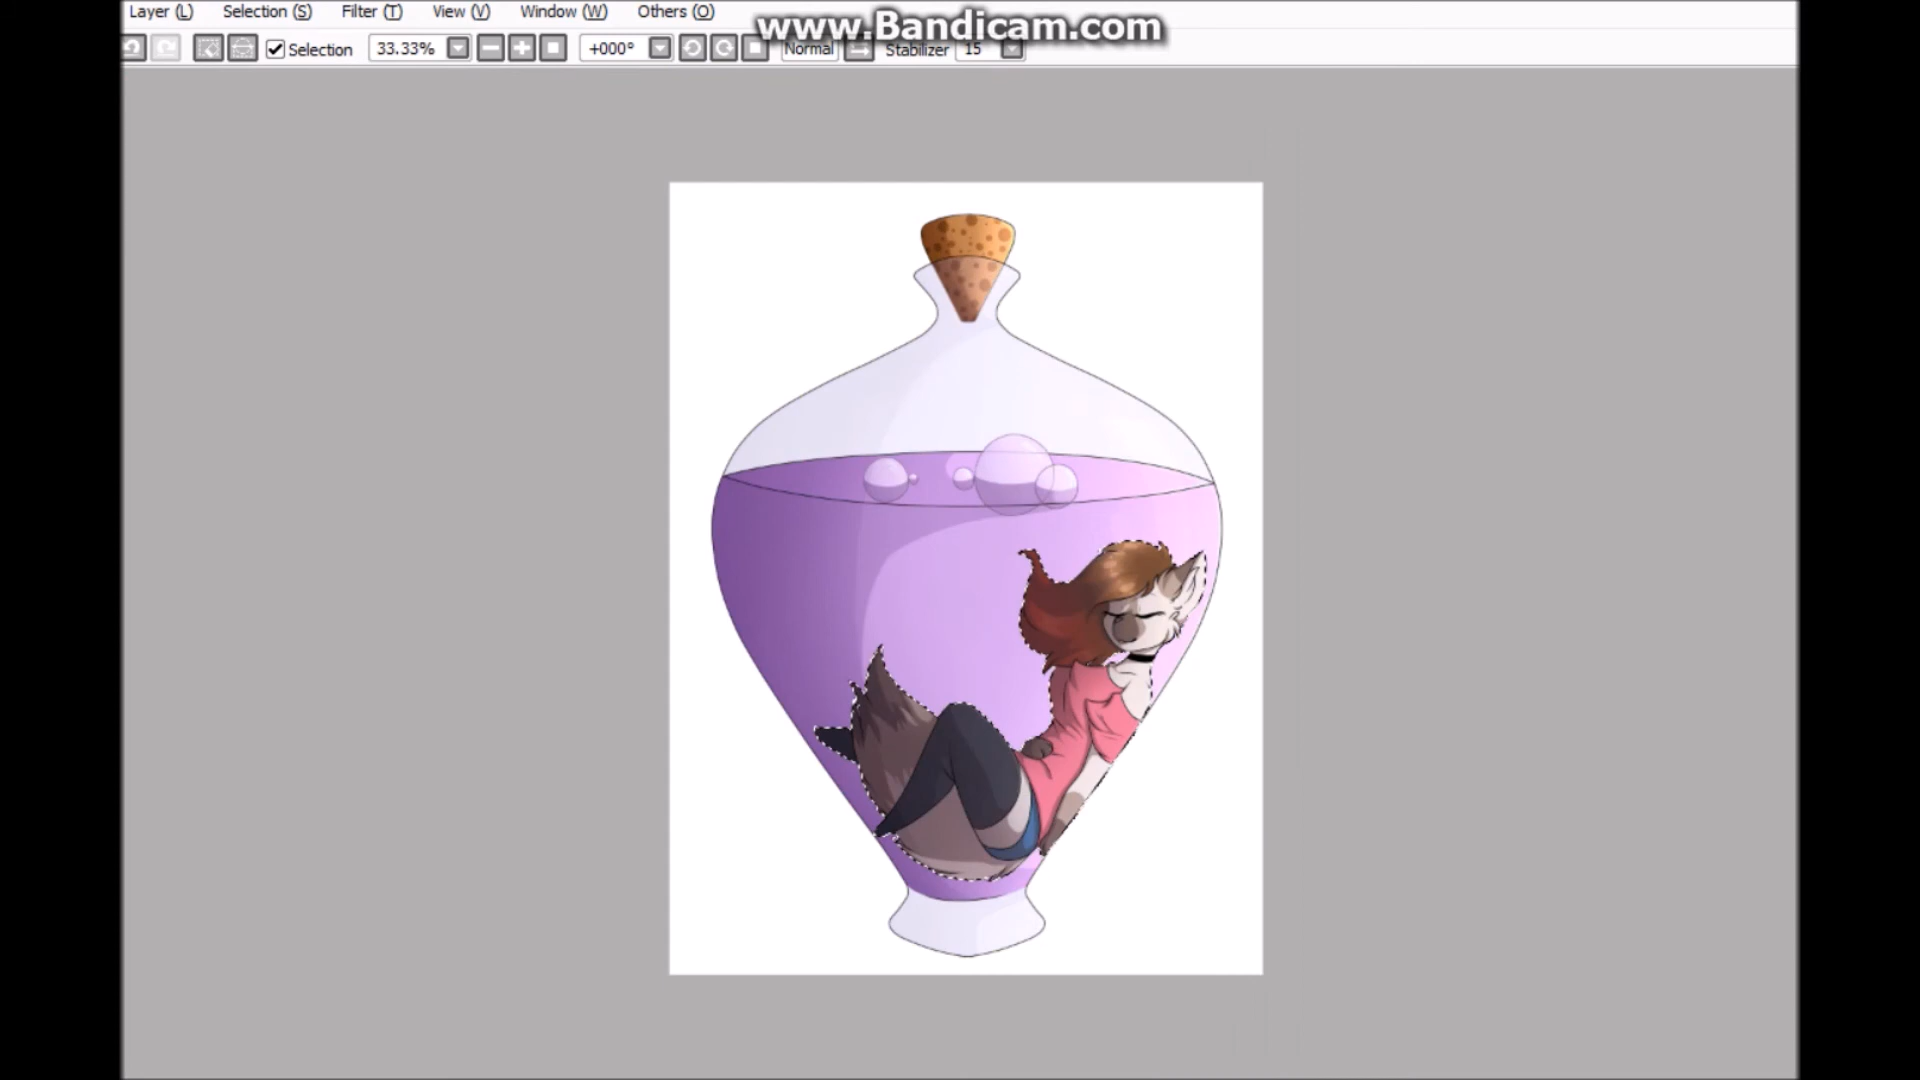 Layer (L) Selection (S) Filter (T) View (V) Window (W) Others (O)
www.Bandicam.com
Selection 33.33% +000° Normal Stabilizer 15